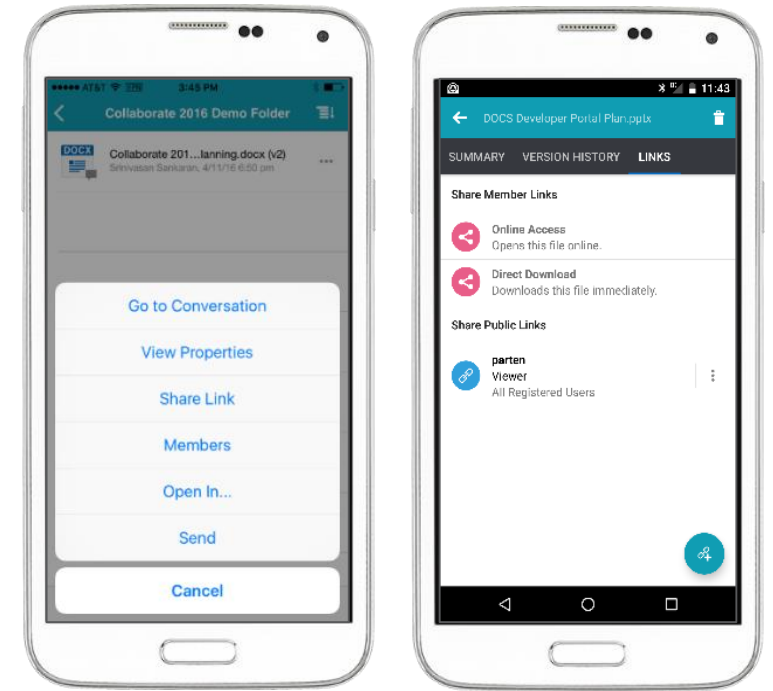 AT&T 3:45 PM
Collaborate 2016 Demo Folder
DOCX
Collaborate 201...lanning.docx (v2)
Srinivasan Sankaran, 4/11/16 6:50 pm
Go to Conversation
View Properties
Share Link
Members
Open In...
Send
Cancel
11:43
DOCS Developer Portal Plan.pptx
SUMMARY VERSION HISTORY LINKS
Share Member Links
Online Access
Opens this file online.
Direct Download
Downloads this file immediately.
Share Public Links
parten
Viewer
All Registered Users